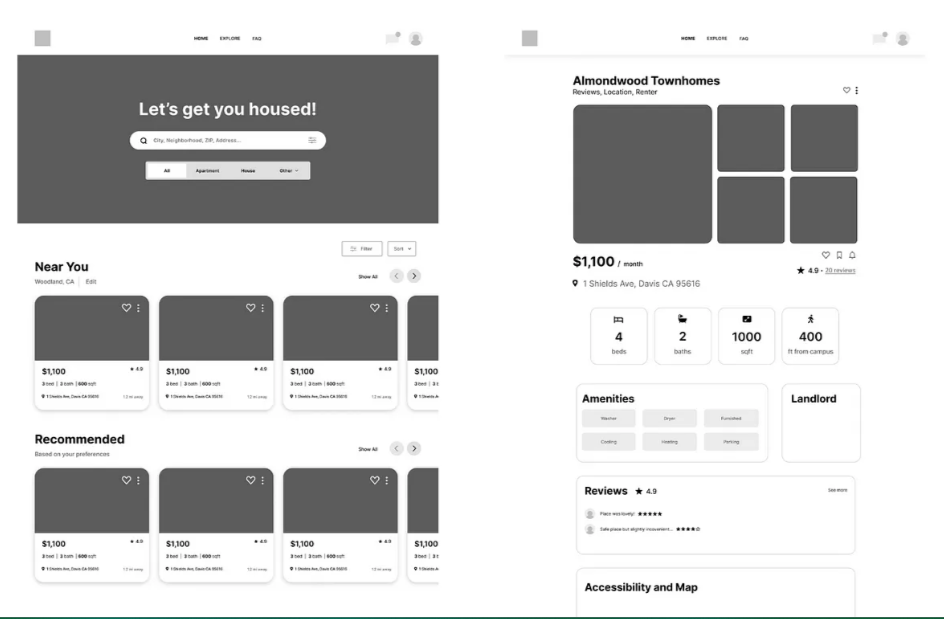 HOME EXPLORE FAQ
Let's get you housed!
City, Neighborhood, ZIP, Address...
All Apartment House Other
Filter Sort
Near You
Woodland, CA Edit
Show All
$1,100 4.9
3 bed | 2 bath | 600 sqft
1 Shields Ave, Davis CA 95616 1.2 mi away
$1,100 4.9
3 bed | 2 bath | 600 sqft
1 Shields Ave, Davis CA 95616 1.2 mi away
$1,100 4.9
3 bed | 2 bath | 600 sqft
1 Shields Ave, Davis CA 95616 1.2 mi away
$1,100
3 bed | 2 b
1 Shields A
Recommended
Based on your preferences
Show All
$1,100 4.9
3 bed | 2 bath | 600 sqft
1 Shields Ave, Davis CA 95616 1.2 mi away
$1,100 4.9
3 bed | 2 bath | 600 sqft
1 Shields Ave, Davis CA 95616 1.2 mi away
$1,100 4.9
3 bed | 2 bath | 600 sqft
1 Shields Ave, Davis CA 95616 1.2 mi away
$1,100
3 bed | 2 b
1 Shields A
HOME EXPLORE FAQ
Almondwood Townhomes
Reviews, Location, Renter
$1,100 / month
4.9 • 20 reviews
1 Shields Ave, Davis CA 95616
4 2 1000 400
beds baths sqft ft from campus
Amenities
Washer Dryer Furnished
Cooling Heating Parking
Landlord
Reviews ★ 4.9
See more
Place was lovely! ★★★★★
Safe place but slightly inconvenient... ★★★★☆
Accessibility and Map